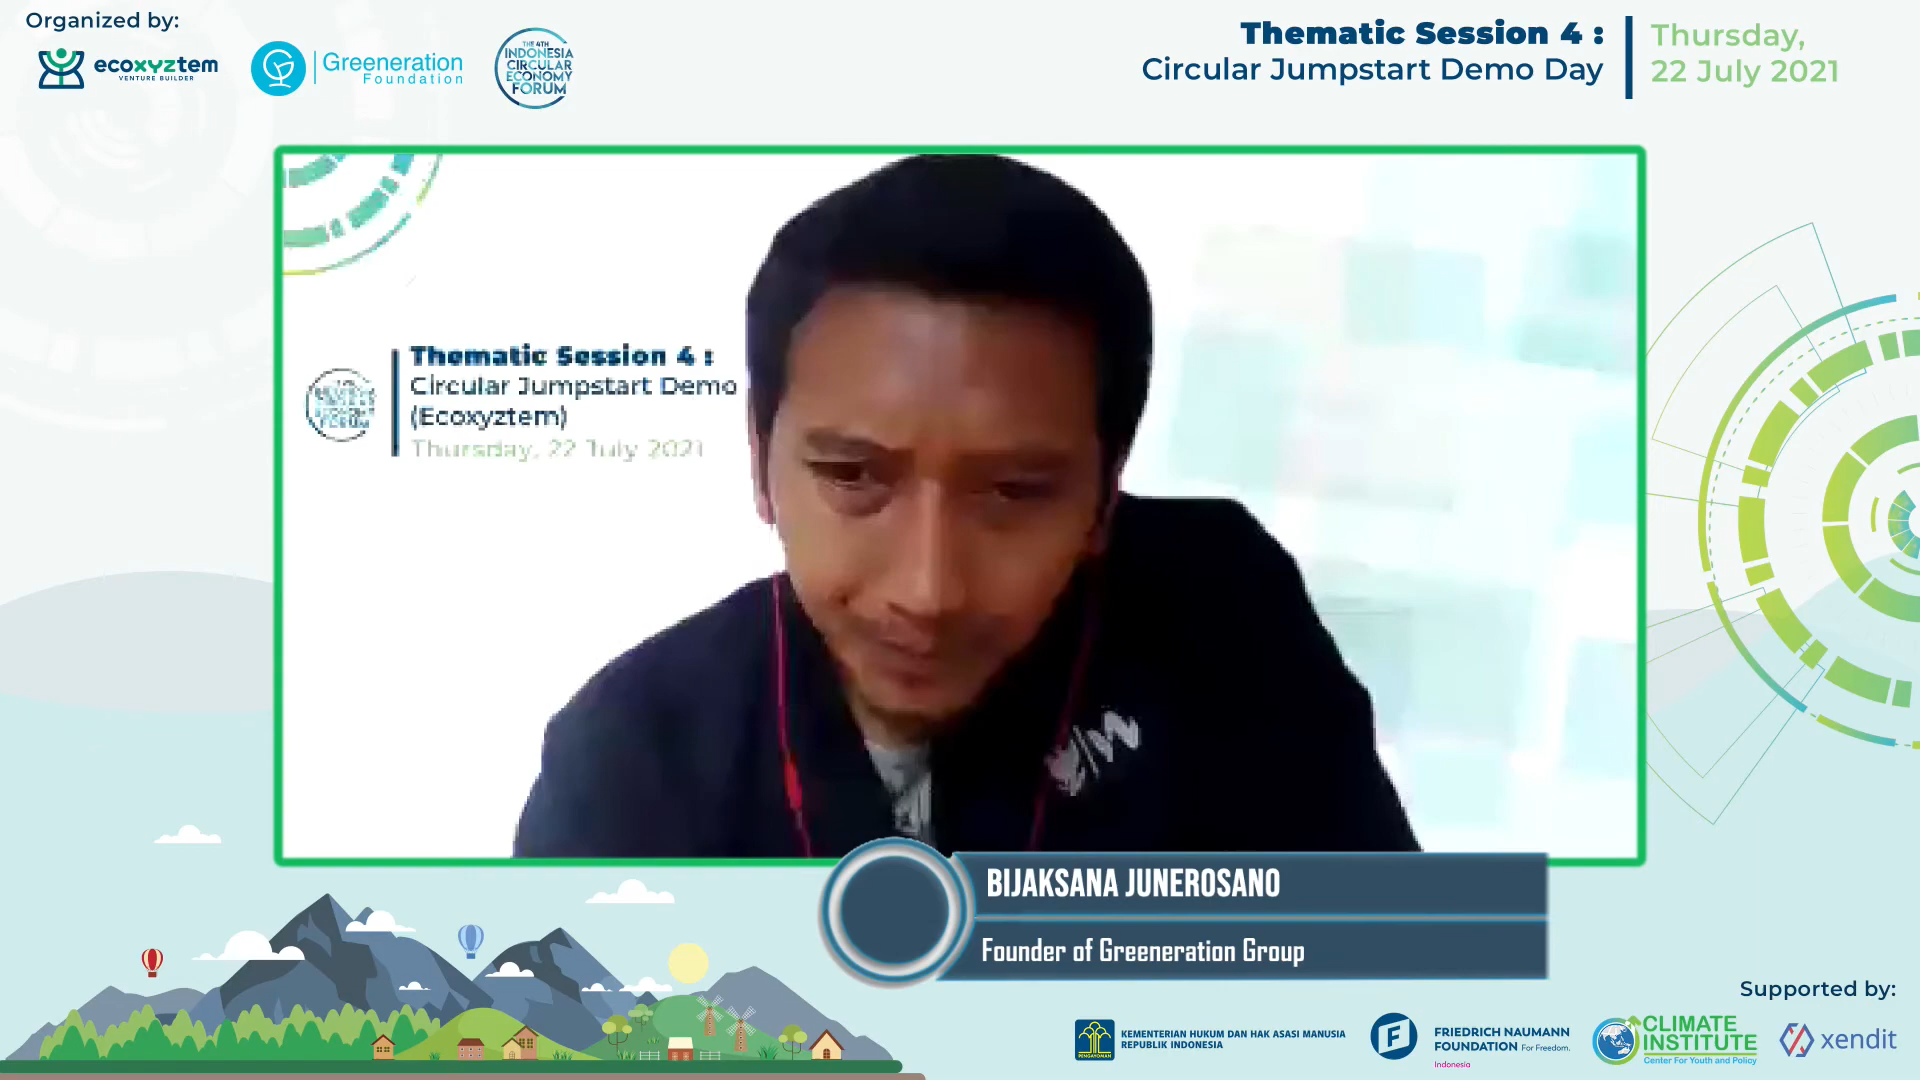 Organized by:
ecoxyztem
VENTURE BUILDER
Greeneration
Foundation
THE 4TH
INDONESIA
CIRCULAR
ECONOMY
FORUM
Thematic Session 4 :
Circular Jumpstart Demo Day
Thursday,
22 July 2021
Thematic Session 4 :
Circular Jumpstart Demo
(Ecoxyztem)
Thursday, 22 July 2021
BIJAKSANA JUNEROSANO
Founder of Greeneration Group
Supported by:
PENGAYOMAN
KEMENTERIAN HUKUM DAN HAK ASASI MANUSIA
REPUBLIK INDONESIA
FRIEDRICH NAUMANN
FOUNDATION For Freedom.
Indonesia
CLIMATE
INSTITUTE
Center For Youth and Policy
xendit